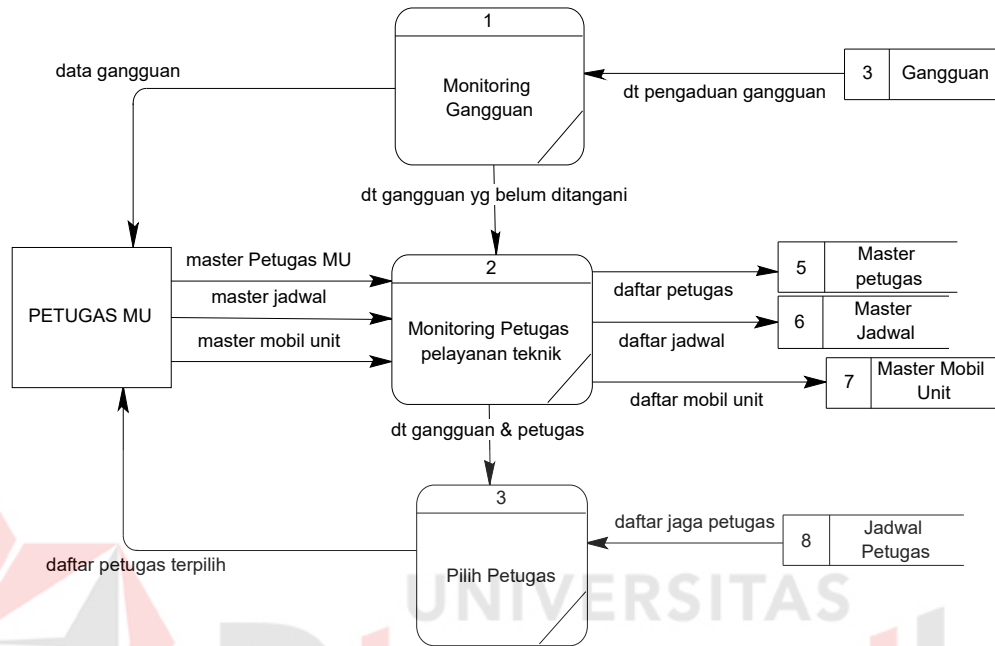 1
data gangguan
Monitoring
Gangguan
3
Gangguan
dt pengaduan gangguan
dt gangguan yg belum ditangani
PETUGAS MU
master Petugas MU
master jadwal
master mobil unit
2
Monitoring Petugas
pelayanan teknik
daftar petugas
5
Master
petugas
daftar jadwal
6
Master
Jadwal
daftar mobil unit
7
Master Mobil
Unit
dt gangguan & petugas
3
Pilih Petugas
daftar jaga petugas
8
Jadwal
Petugas
daftar petugas terpilih
UNIVERSITAS